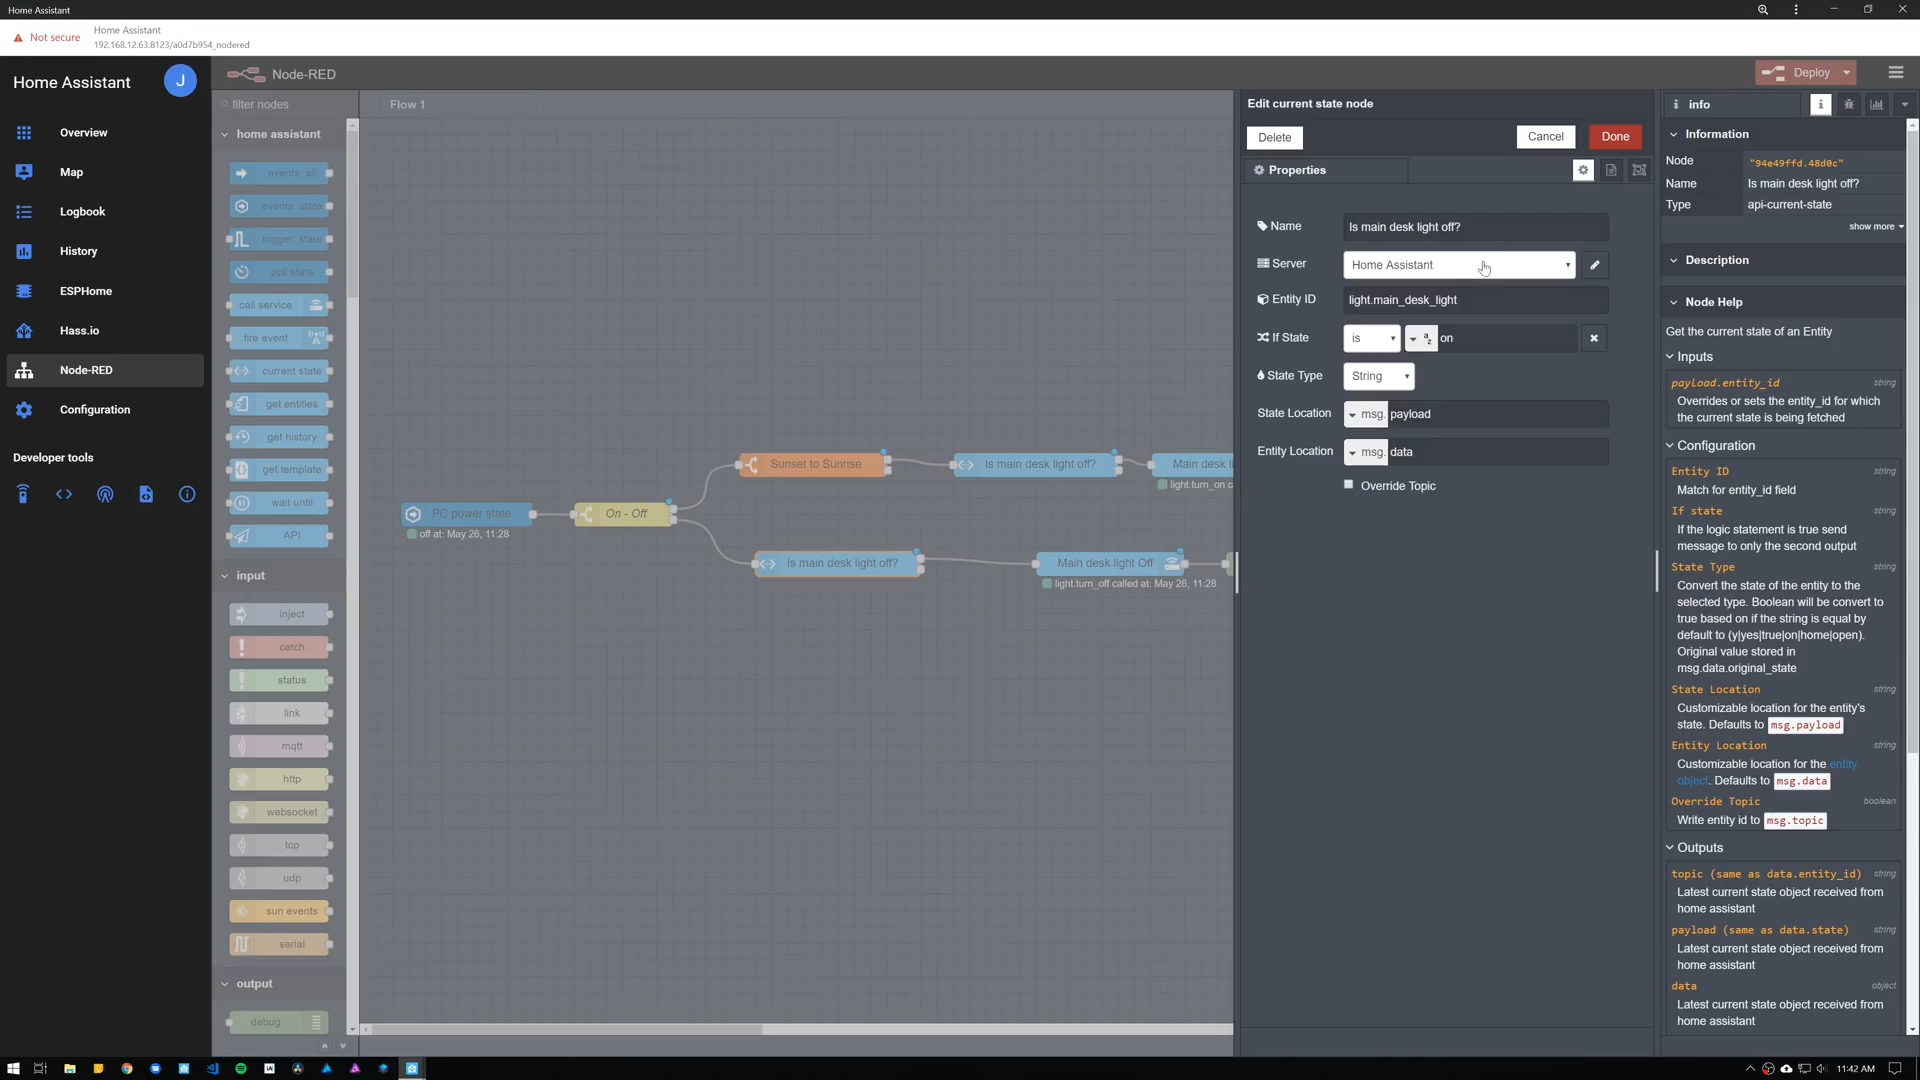 Home Assistant
Not secure
Home Assistant
192.168.12.63:8123/a0d7b954_nodered
Home Assistant
J
Overview
Map
Logbook
History
ESPHome
Hass.io
Node-RED
Configuration
Developer tools
Node-RED
Deploy
filter nodes
home assistant
events: all
events: state
trigger: state
poll state
call service
fire event
current state
get entities
get history
get template
wait until
API
input
inject
catch
status
link
mqtt
http
websocket
tcp
udp
sun events
serial
output
debug
Flow 1
Sunset to Sunrise
Is main desk light off?
Main desk li
light.turn_on c
PC power state
off at: May 26, 11:28
On - Off
Is main desk light off?
Main desk light Off
light.turn_off called at: May 26, 11:28
Edit current state node
Delete
Cancel
Done
Properties
Name
Is main desk light off?
Server
Home Assistant
Entity ID
light.main_desk_light
If State
is
on
State Type
String
State Location
msg. payload
Entity Location
msg. data
Override Topic
info
Information
Node
"94e49ffd.48d0c"
Name
Is main desk light off?
Type
api-current-state
show more
Description
Node Help
Get the current state of an Entity
Inputs
payload.entity_id
string
Overrides or sets the entity_id for which
the current state is being fetched
Configuration
Entity ID
string
Match for entity_id field
If state
string
If the logic statement is true send
message to only the second output
State Type
string
Convert the state of the entity to the
selected type. Boolean will be convert to
true based on if the string is equal by
default to (y|yes|true|on|home|open).
Original value stored in
msg.data.original_state
State Location
string
Customizable location for the entity's
state. Defaults to msg.payload
Entity Location
string
Customizable location for the entity
object. Defaults to msg.data
Override Topic
boolean
Write entity id to msg.topic
Outputs
topic (same as data.entity_id)
string
Latest current state object received from
home assistant
payload (same as data.state)
string
Latest current state object received from
home assistant
data
object
Latest current state object received from
home assistant
11:42 AM